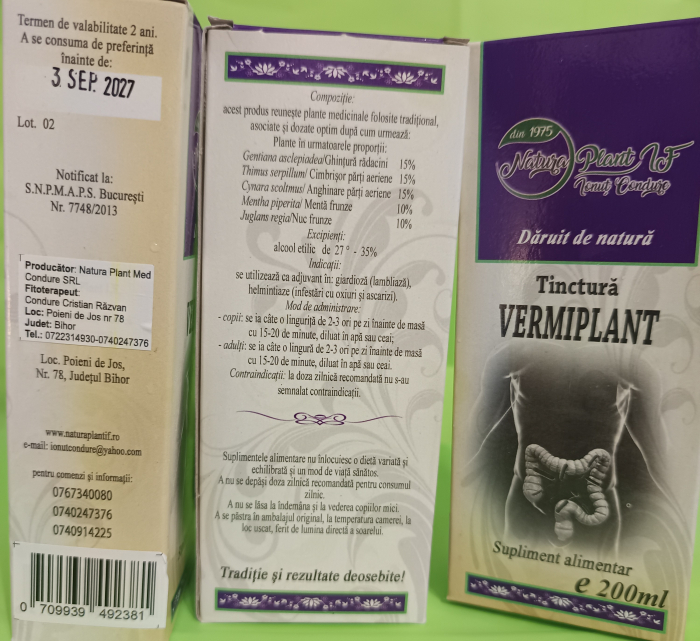 Termen de valabilitate 2 ani.
A se consuma de preferință
înainte de:
3. SEP. 2027
Lot. 02
Notificat la:
S.N.P.M.A.P.S. București
Nr. 7748/2013
Producător: Natura Plant Med
Condure SRL
Fitoterapeut:
Condure Cristian Răzvan
Loc: Poieni de Jos nr 78
Judet: Bihor
Tel.: 0722314930-0740247376
Loc. Poieni de Jos,
Nr. 78, Județul Bihor
www.naturaplantif.ro
e-mail: ionutcondure@yahoo.com
pentru comenzi și informații:
0767340080
0740247376
0740914225
0 709939 492381
Compoziție:
acest produs reunește plante medicinale folosite tradițional,
asociate și dozate optim după cum urmează:
Plante în urmatoarele proporții:
Gentiana asclepiadea/Ghințură rădăcini 15%
Thimus serpillum/ Cimbrișor părți aeriene 15%
Cynara scoltmus/ Anghinare părți aeriene 15%
Mentha piperita/ Mentă frunze 10%
Juglans regia/Nuc frunze 10%
Excipienți:
alcool etilic de 27° - 35%
Indicații:
se utilizează ca adjuvant în: giardioză (lambliază),
helmintiaze (infestări cu oxiuri și ascarizi).
Mod de administrare:
- copii: se ia câte o linguriță de 2-3 ori pe zi înainte de masă
cu 15-20 de minute, diluat în apă sau ceai;
- adulți: se ia câte o lingură de 2-3 ori pe zi înainte de masă
cu 15-20 de minute, diluat în apă sau ceai.
Contraindicații: la doza zilnică recomandată nu s-au
semnalat contraindicații.
Suplimentele alimentare nu înlocuiesc o dietă variată și
echilibrată și un mod de viață sănătos.
A nu se depăși doza zilnică recomandată pentru consumul
zilnic.
A nu se lăsa la îndemâna și la vederea copiilor mici.
A se păstra în ambalajul original, la temperatura camerei, la
loc uscat, ferit de lumina directă a soarelui.
Tradiție și rezultate deosebite!
din 1975
Natura Plant IF
Ionuț Condure
Dăruit de natură
Tinctură
VERMIPLANT
Supliment alimentar
e 200ml